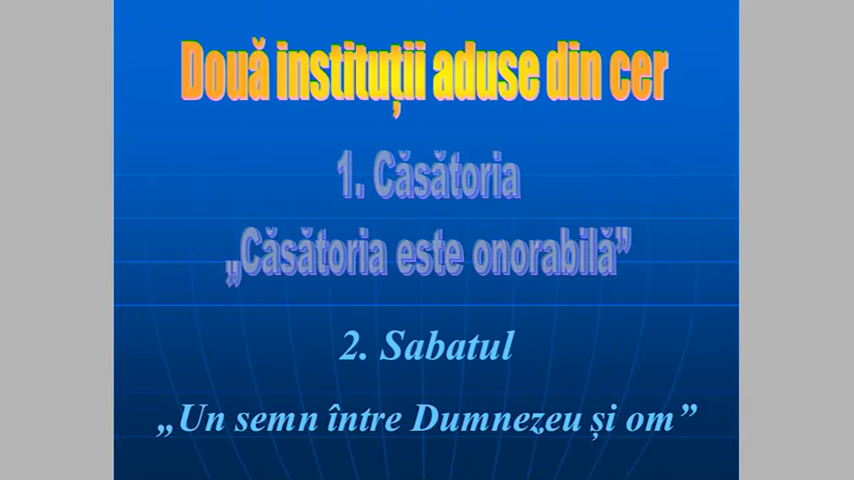 Două instituții aduse din cer
1. Căsătoria
„Căsătoria este onorabilă”
2. Sabatul
„Un semn între Dumnezeu și om”